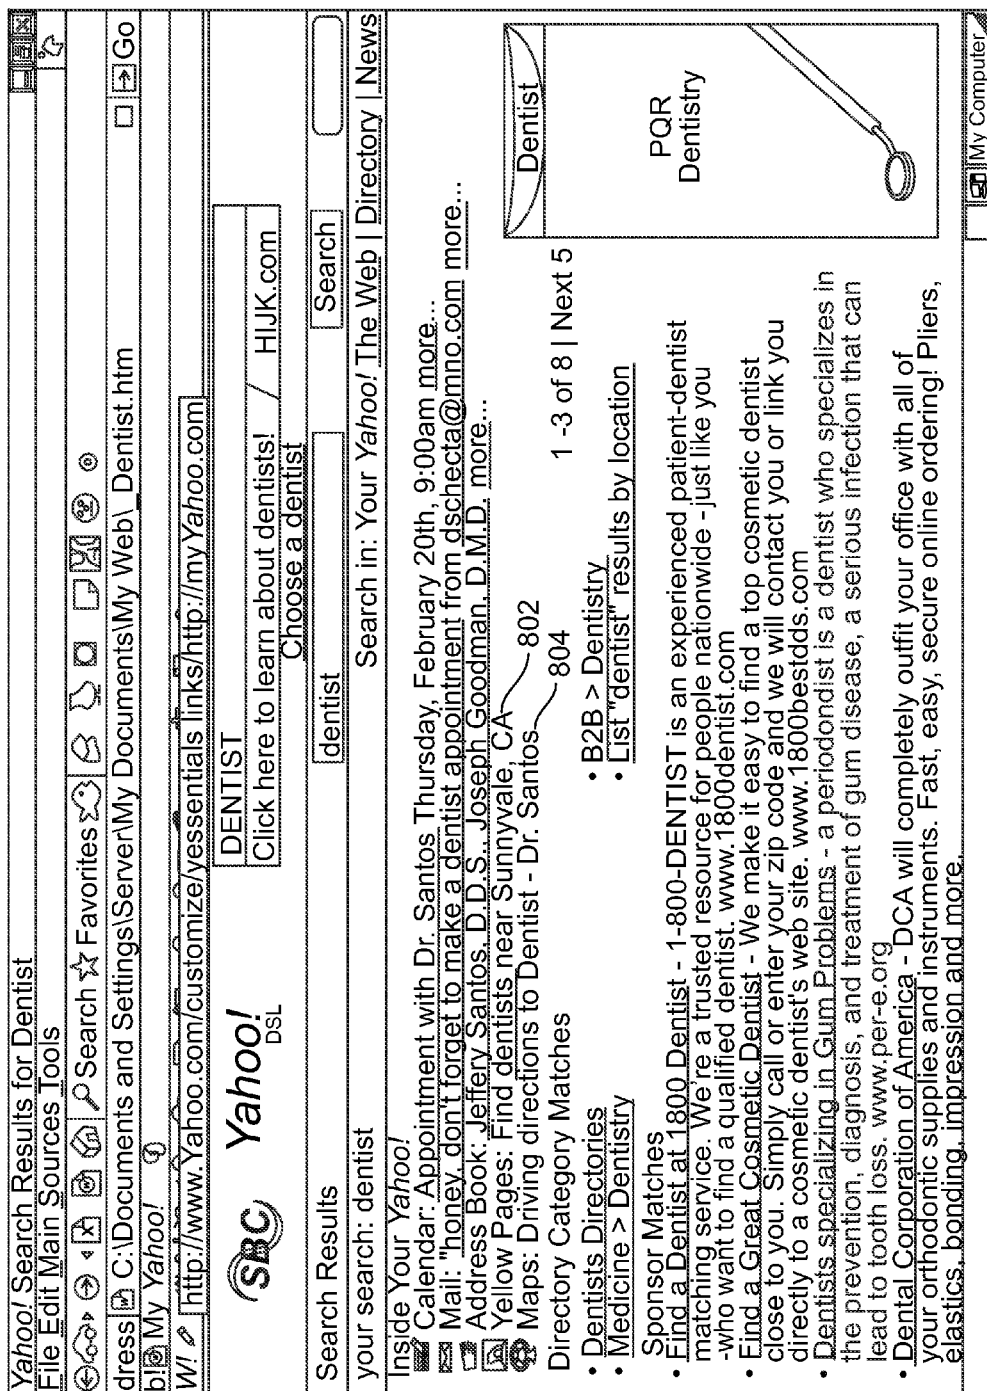 Yahoo! Search Results for Dentist
File Edit Main Sources Tools
Search Favorites
dress C:\Documents and Settings\Server\My Documents\My Web\_Dentist.htm Go
b! My Yahoo!
W! http://www.Yahoo.com/customize/yessentials links/http://myYahoo.com
SBC Yahoo! DSL
DENTIST
Click here to learn about dentists! / HIJK.com
Choose a dentist
Search Results dentist Search
your search: dentist Search in: Your Yahoo! The Web | Directory | News
Inside Your Yahoo!
Calendar: Appointment with Dr. Santos Thursday, February 20th, 9:00am more...
Mail: "honey, don't forget to make a dentist appointment from dschecta@mno.com more...
Address Book: Jeffery Santos, D.D.S., Joseph Goodman, D.M.D. more...
Yellow Pages: Find dentists near Sunnyvale, CA 802
Maps: Driving directions to Dentist - Dr. Santos 804
Directory Category Matches 1 -3 of 8 | Next 5
• Dentists Directories • B2B > Dentistry
• Medicine > Dentistry • List "dentist" results by location
Sponsor Matches
• Find a Dentist at 1800 Dentist - 1-800-DENTIST is an experienced patient-dentist
matching service. We're a trusted resource for people nationwide -just like you
-who want to find a qualified dentist. www.1800dentist.com
• Find a Great Cosmetic Dentist - We make it easy to find a top cosmetic dentist
close to you. Simply call or enter your zip code and we will contact you or link you
directly to a cosmetic dentist's web site. www.1800bestdds.com
• Dentists specializing in Gum Problems - a periodondist is a dentist who specializes in
the prevention, diagnosis, and treatment of gum disease, a serious infection that can
lead to tooth loss. www.per-e.org
• Dental Corporation of America - DCA will completely outfit your office with all of
your orthodontic supplies and instruments. Fast, easy, secure online ordering! Pliers,
elastics, bonding, impression and more.
Dentist
PQR
Dentistry
My Computer